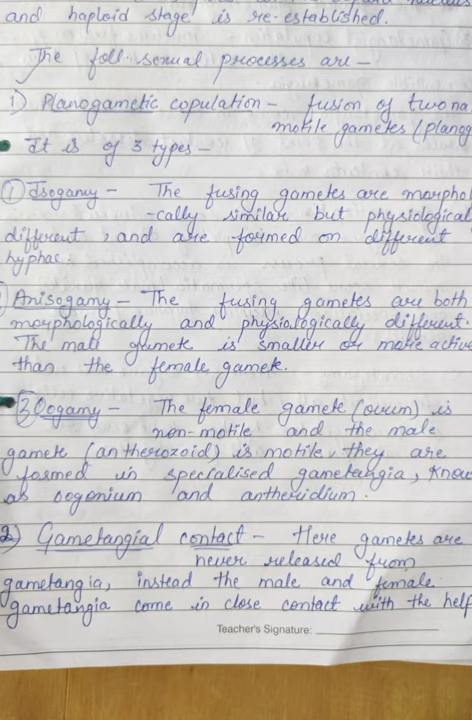 and haploid stage is re-established.
The foll. sexual processes are -
1) Planogametic copulation - fusion of two na
motile gametes (planog
It is of 3 types -
① Isogamy - The fusing gametes are morpho
-cally similar but physiological
different, and are formed on different
hyphae.
Anisogamy - The fusing gametes are both
morphologically and physiologically different.
The male gamete is smaller or more active
than the female gamete.
③ Oogamy - The female gamete (ovum) is
non-motile and the male
gamete (antherozoid) is motile, they are
formed in specialised gametangia, know
as oogonium and antheridium.
2) Gametangial contact - Here gametes are
never released from
gametangia, instead the male and female
gametangia come in close contact with the help
Teacher's Signature: